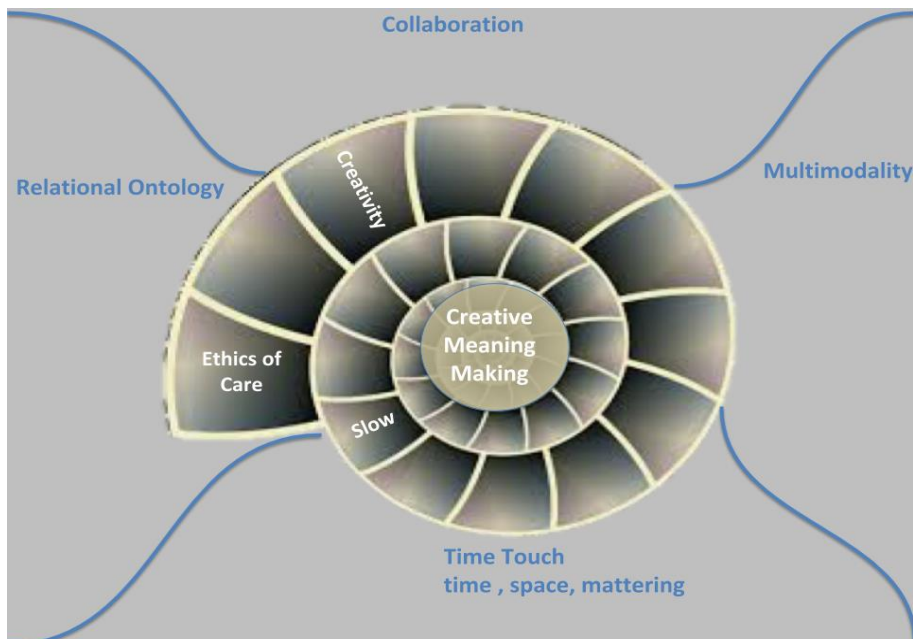 Collaboration
Relational Ontology
Creativity
Multimodality
Creative
Meaning
Making
Ethics of
Care
Slow
Time Touch
time , space, mattering